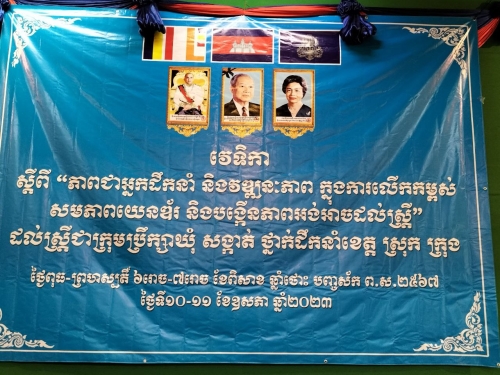 វេទិកា
ស្តីពី “ភាពជាអ្នកដឹកនាំ និងវឌ្ឍនៈភាព ក្នុងការលើកកម្ពស់
សមភាពយេនឌ័រ និងបង្កើនភាពអង់អាចដល់ស្ត្រី”
ដល់ស្ត្រីជាក្រុមប្រឹក្សាឃុំ សង្កាត់ ថ្នាក់ដឹកនាំខេត្ត ស្រុក ក្រុង
ថ្ងៃពុធ-ព្រហស្បតិ៍ ៦រោច-៧រោច ខែពិសាខ ឆ្នាំថោះ បញ្ចស័ក ព.ស.២៥៦៧
ថ្ងៃទី១០-១១ ខែឧសភា ឆ្នាំ២០២៣